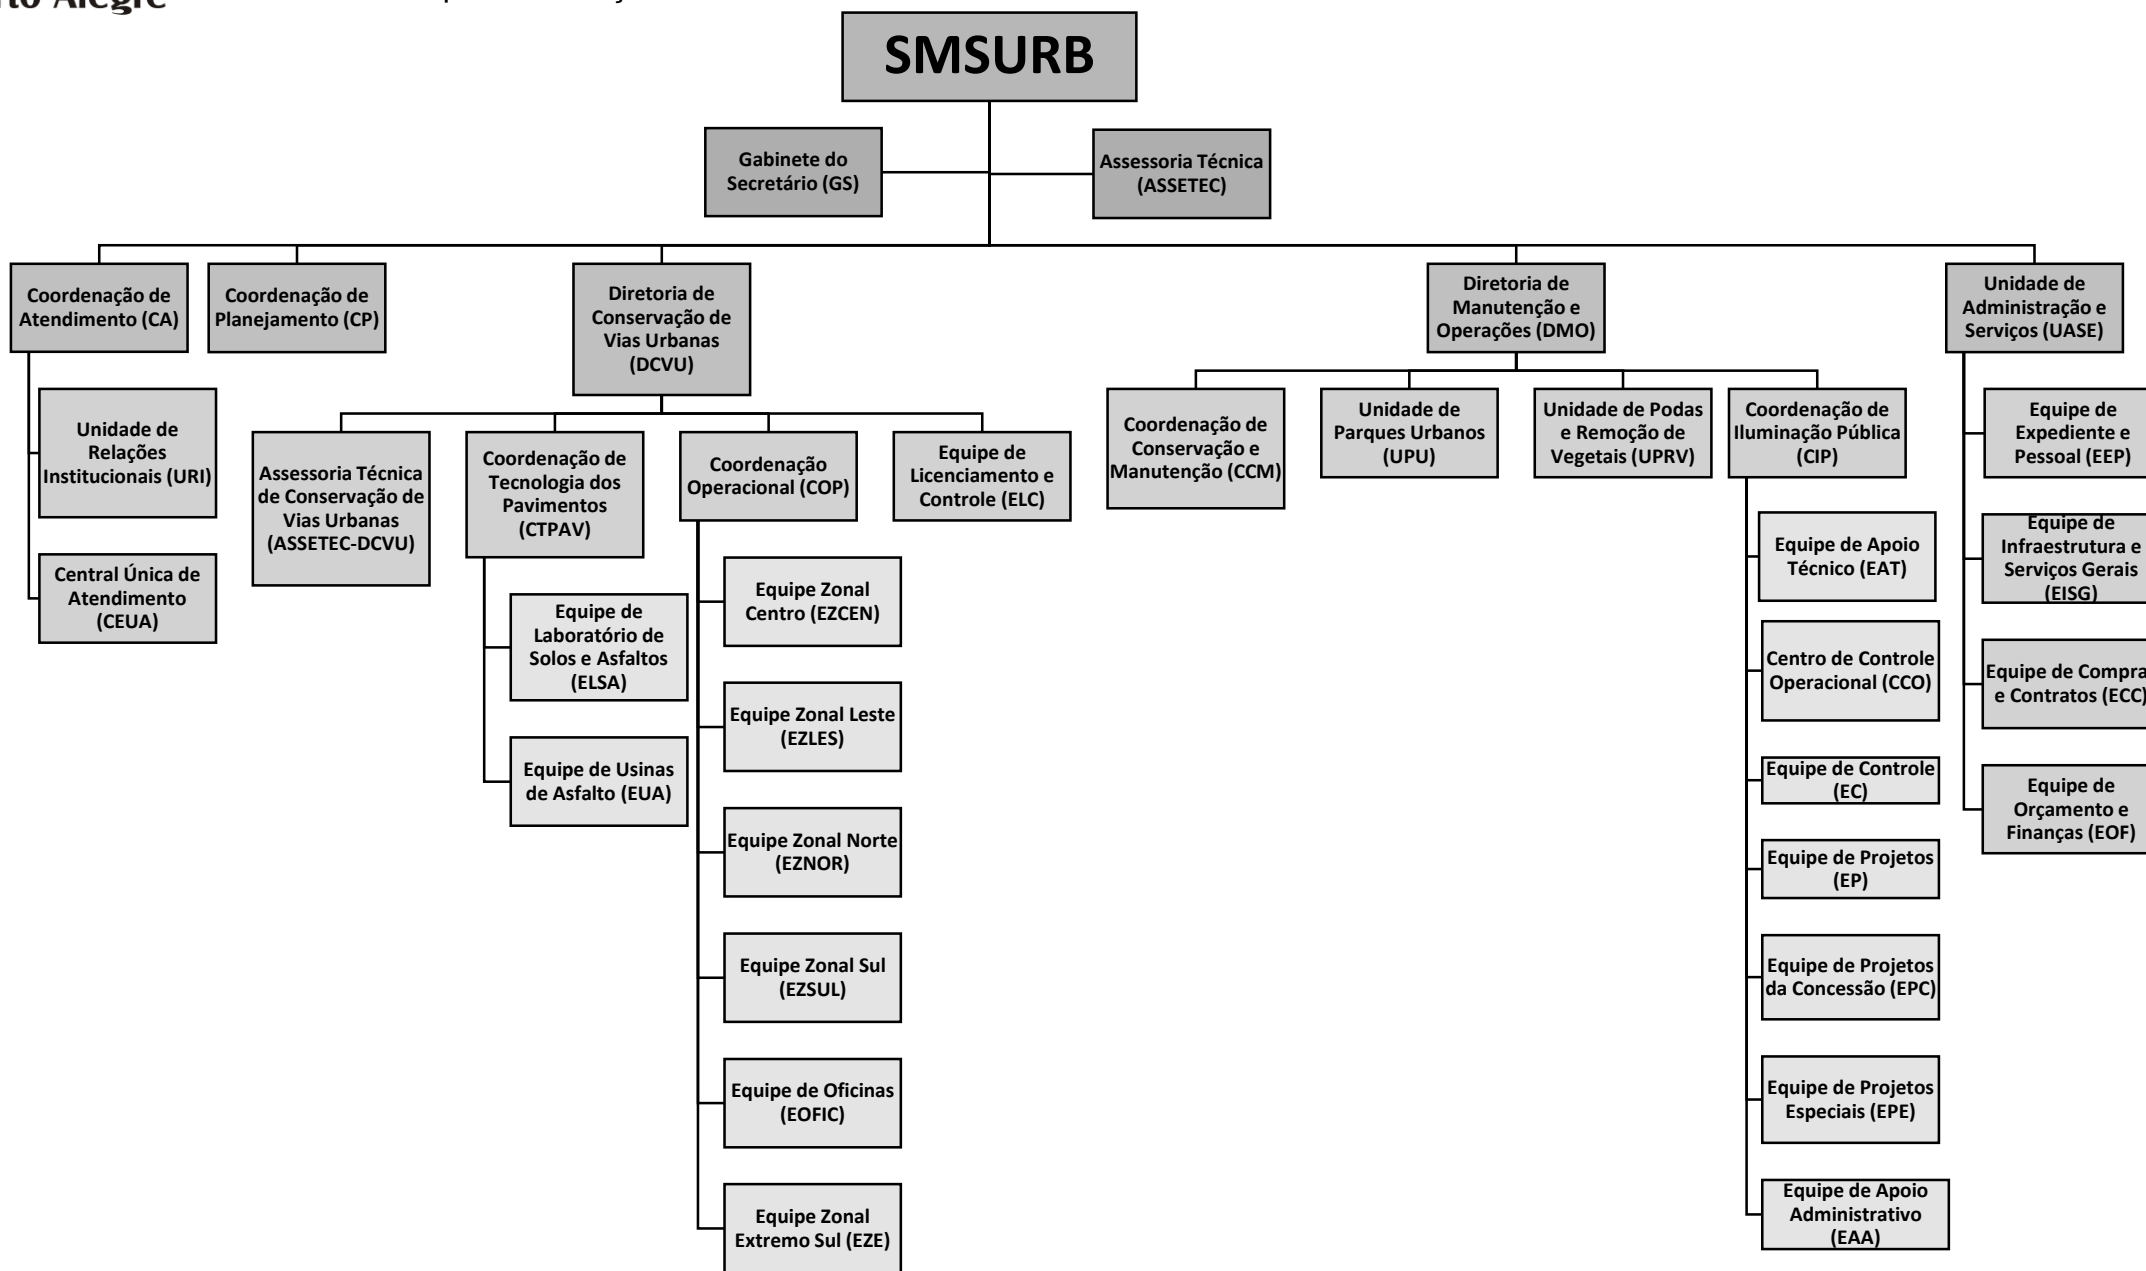 Alegre
SMSURB
Gabinete do
Secretário (GS)
Assessoria Técnica
(ASSETEC)
Coordenação de
Atendimento (CA)
Coordenação de
Planejamento (CP)
Diretoria de
Conservação de
Vias Urbanas
(DCVU)
Diretoria de
Manutenção e
Operações (DMO)
Unidade de
Administração e
Serviços (UASE)
Unidade de
Relações
Institucionais (URI)
Central Única de
Atendimento
(CEUA)
Assessoria Técnica
de Conservação de
Vias Urbanas
(ASSETEC-DCVU)
Coordenação de
Tecnologia dos
Pavimentos
(CTPAV)
Coordenação
Operacional (COP)
Equipe de
Licenciamento e
Controle (ELC)
Equipe de
Laboratório de
Solos e Asfaltos
(ELSA)
Equipe de Usinas
de Asfalto (EUA)
Equipe Zonal
Centro (EZCEN)
Equipe Zonal Leste
(EZLES)
Equipe Zonal Norte
(EZNOR)
Equipe Zonal Sul
(EZSUL)
Equipe de Oficinas
(EOFIC)
Equipe Zonal
Extremo Sul (EZE)
Coordenação de
Conservação e
Manutenção (CCM)
Unidade de
Parques Urbanos
(UPU)
Unidade de Podas
e Remoção de
Vegetais (UPRV)
Coordenação de
Iluminação Pública
(CIP)
Equipe de Apoio
Técnico (EAT)
Centro de Controle
Operacional (CCO)
Equipe de Controle
(EC)
Equipe de Projetos
(EP)
Equipe de Projetos
da Concessão (EPC)
Equipe de Projetos
Especiais (EPE)
Equipe de Apoio
Administrativo
(EAA)
Equipe de
Expediente e
Pessoal (EEP)
Equipe de
Infraestrutura e
Serviços Gerais
(EISG)
Equipe de Compra
e Contratos (ECC)
Equipe de
Orçamento e
Finanças (EOF)